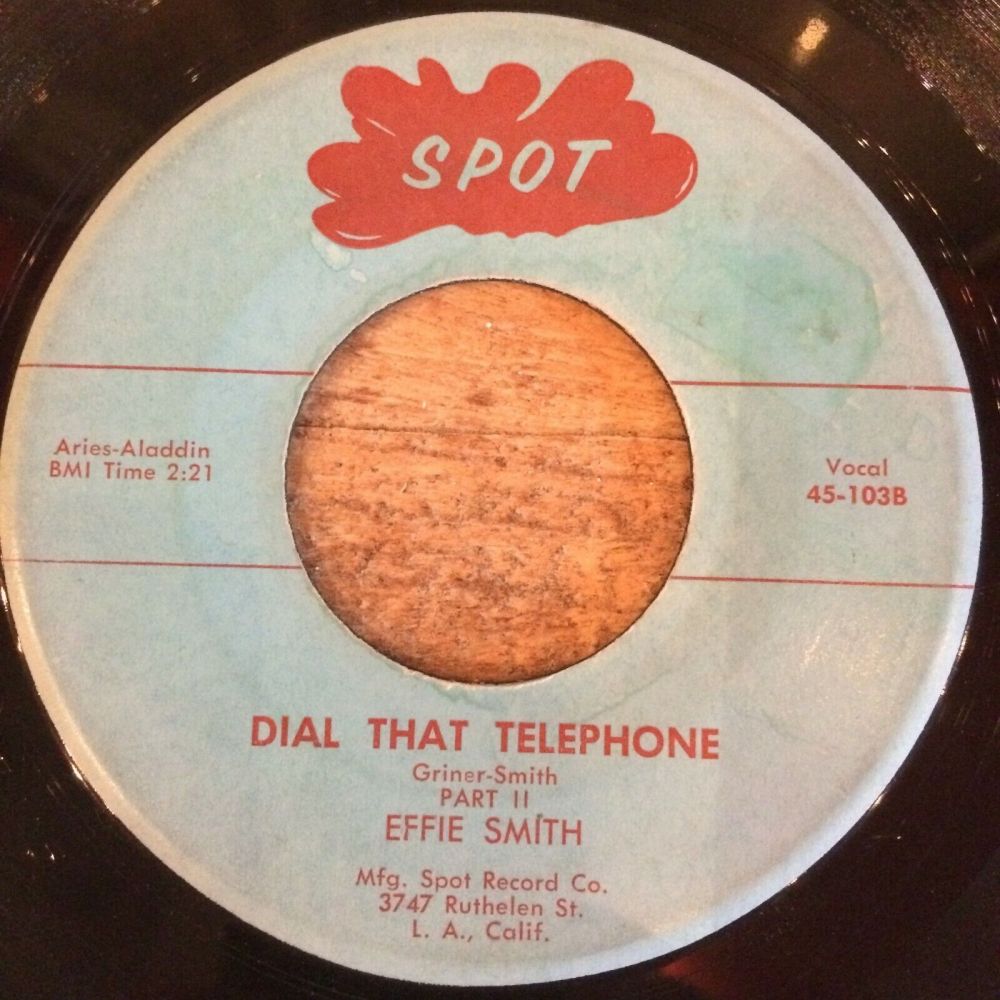 SPOT
Aries-Aladdin
BMI Time 2:21
Vocal
45-103B
DIAL THAT TELEPHONE
Griner-Smith
PART II
EFFIE SMITH
Mfg. Spot Record Co.
3747 Ruthelen St.
L. A., Calif.